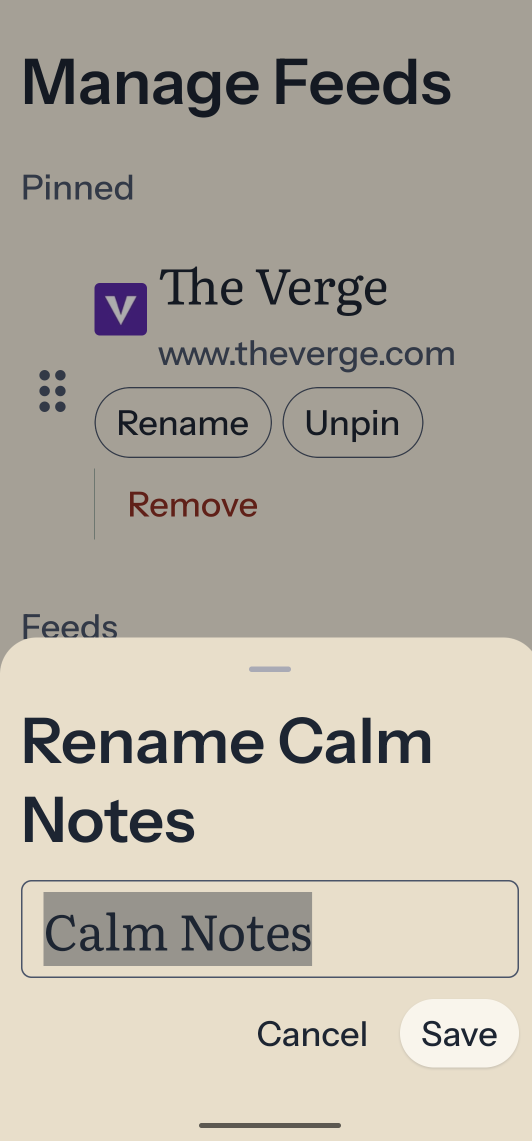 Manage Feeds
Pinned
V
The Verge
www.theverge.com
Rename
Unpin
Remove
Feeds
Rename Calm
Notes
Calm Notes
Cancel
Save